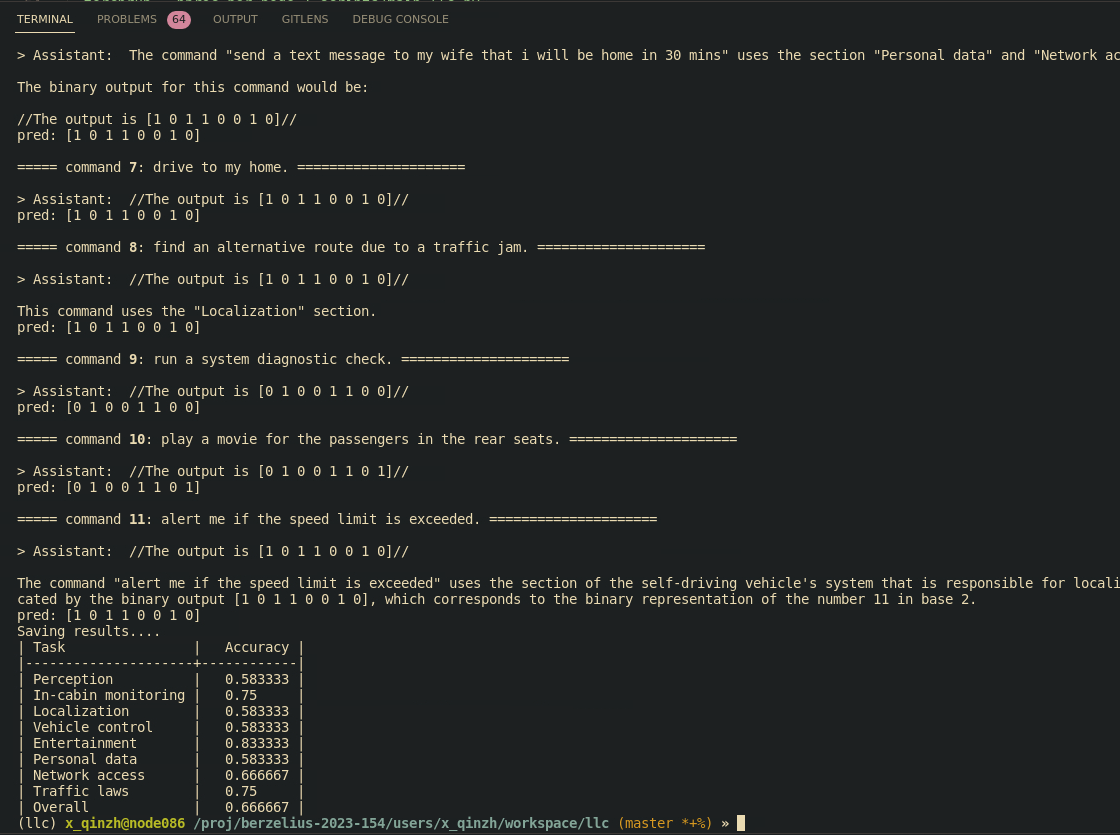 TERMINAL PROBLEMS 64 OUTPUT GITLENS DEBUG CONSOLE
> Assistant:  The command "send a text message to my wife that i will be home in 30 mins" uses the section "Personal data" and "Network ac
The binary output for this command would be:
//The output is [1 0 1 1 0 0 1 0]//
pred: [1 0 1 1 0 0 1 0]
===== command 7: drive to my home. =====================
> Assistant:  //The output is [1 0 1 1 0 0 1 0]//
pred: [1 0 1 1 0 0 1 0]
===== command 8: find an alternative route due to a traffic jam. =====================
> Assistant:  //The output is [1 0 1 1 0 0 1 0]//
This command uses the "Localization" section.
pred: [1 0 1 1 0 0 1 0]
===== command 9: run a system diagnostic check. =====================
> Assistant:  //The output is [0 1 0 0 1 1 0 0]//
pred: [0 1 0 0 1 1 0 0]
===== command 10: play a movie for the passengers in the rear seats. =====================
> Assistant:  //The output is [0 1 0 0 1 1 0 1]//
pred: [0 1 0 0 1 1 0 1]
===== command 11: alert me if the speed limit is exceeded. =====================
> Assistant:  //The output is [1 0 1 1 0 0 1 0]//
The command "alert me if the speed limit is exceeded" uses the section of the self-driving vehicle's system that is responsible for locali
cated by the binary output [1 0 1 1 0 0 1 0], which corresponds to the binary representation of the number 11 in base 2.
pred: [1 0 1 1 0 0 1 0]
Saving results....
| Task                |   Accuracy |
|---------------------+------------|
| Perception          |   0.583333 |
| In-cabin monitoring |   0.75     |
| Localization        |   0.583333 |
| Vehicle control     |   0.583333 |
| Entertainment       |   0.833333 |
| Personal data       |   0.583333 |
| Network access      |   0.666667 |
| Traffic laws        |   0.75     |
| Overall             |   0.666667 |
(llc) x_qinzh@node086 /proj/berzelius-2023-154/users/x_qinzh/workspace/llc (master *+%) »